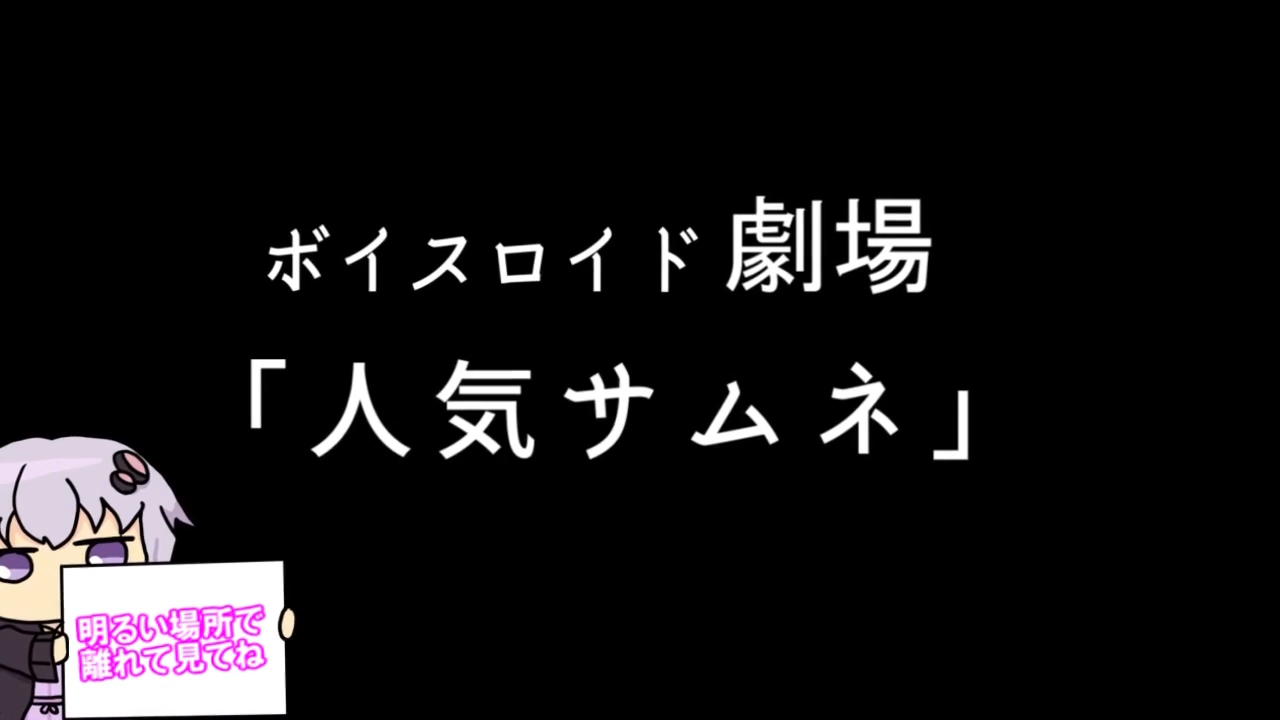 ボイスロイド劇場
「人気サムネ」
明るい場所で
離れて見てね